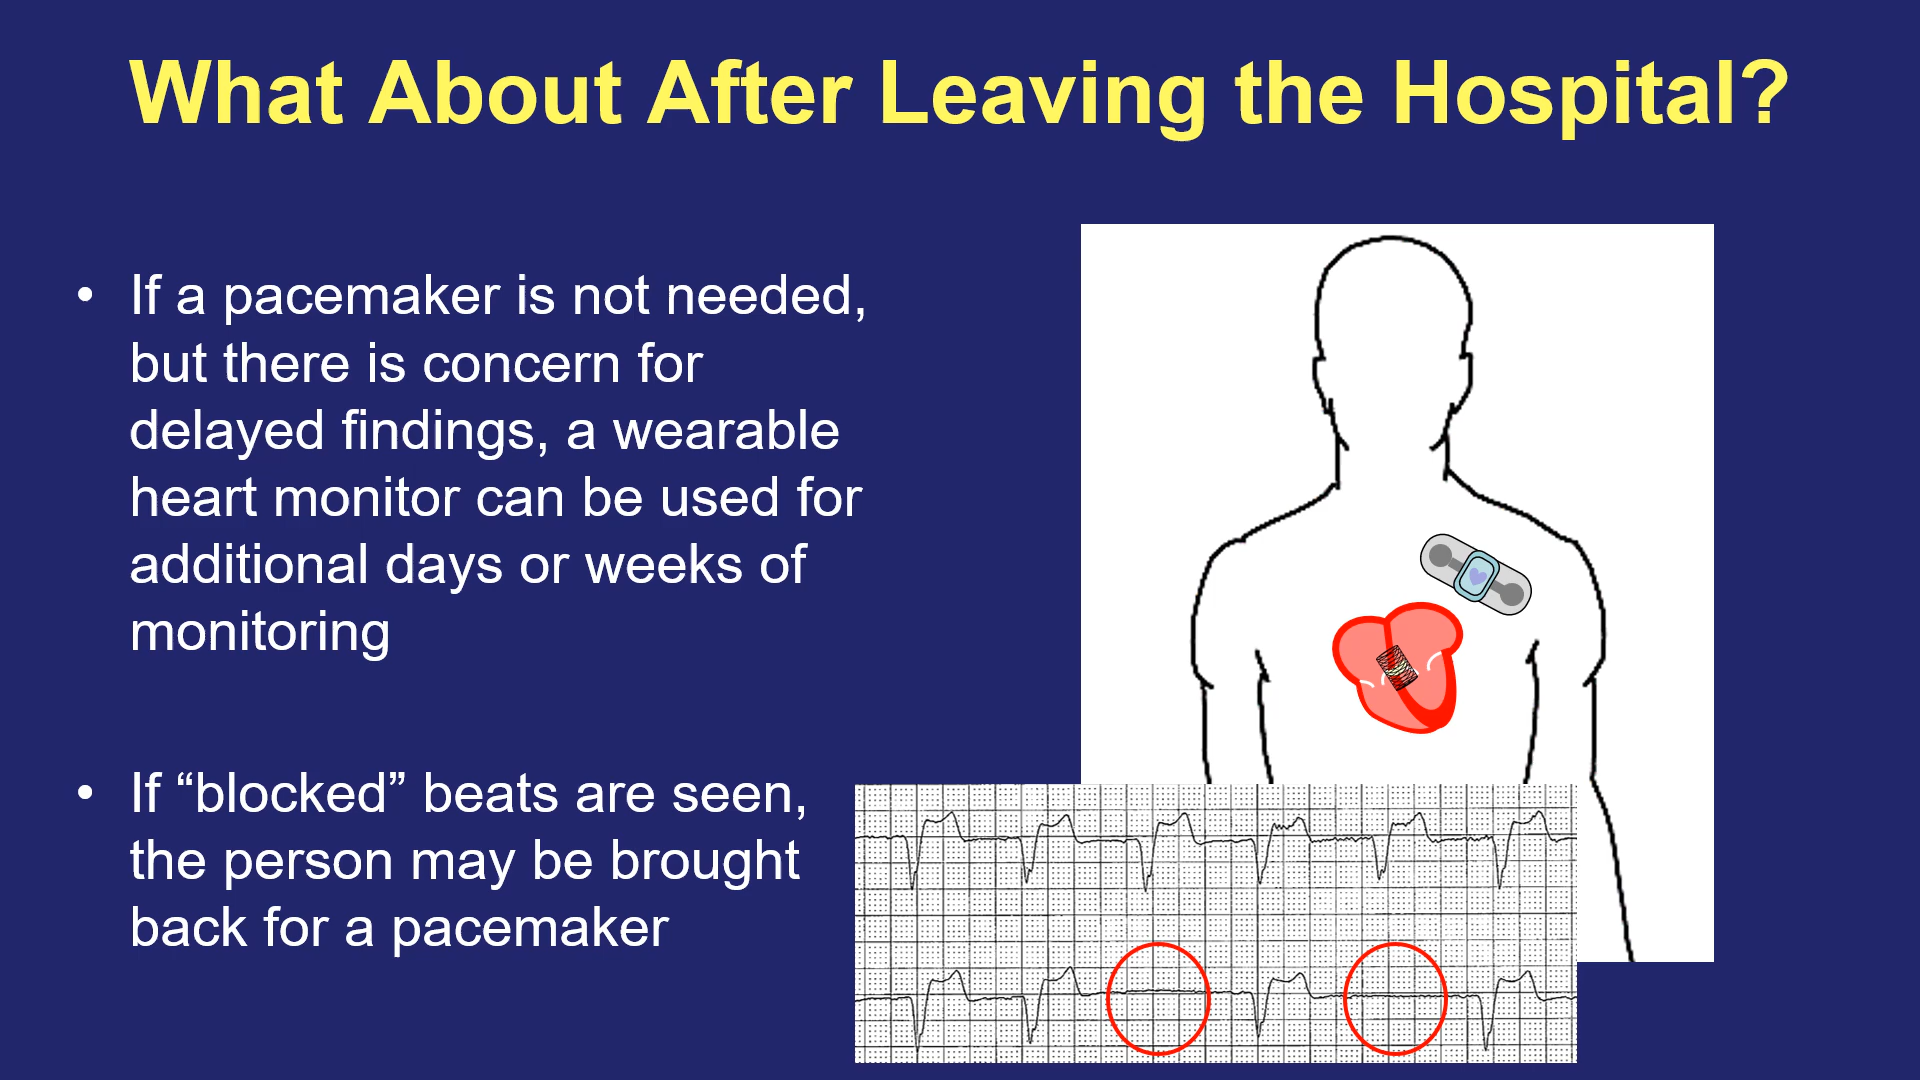 What About After Leaving the Hospital?
• If a pacemaker is not needed,
but there is concern for
delayed findings, a wearable
heart monitor can be used for
additional days or weeks of
monitoring
• If “blocked” beats are seen,
the person may be brought
back for a pacemaker